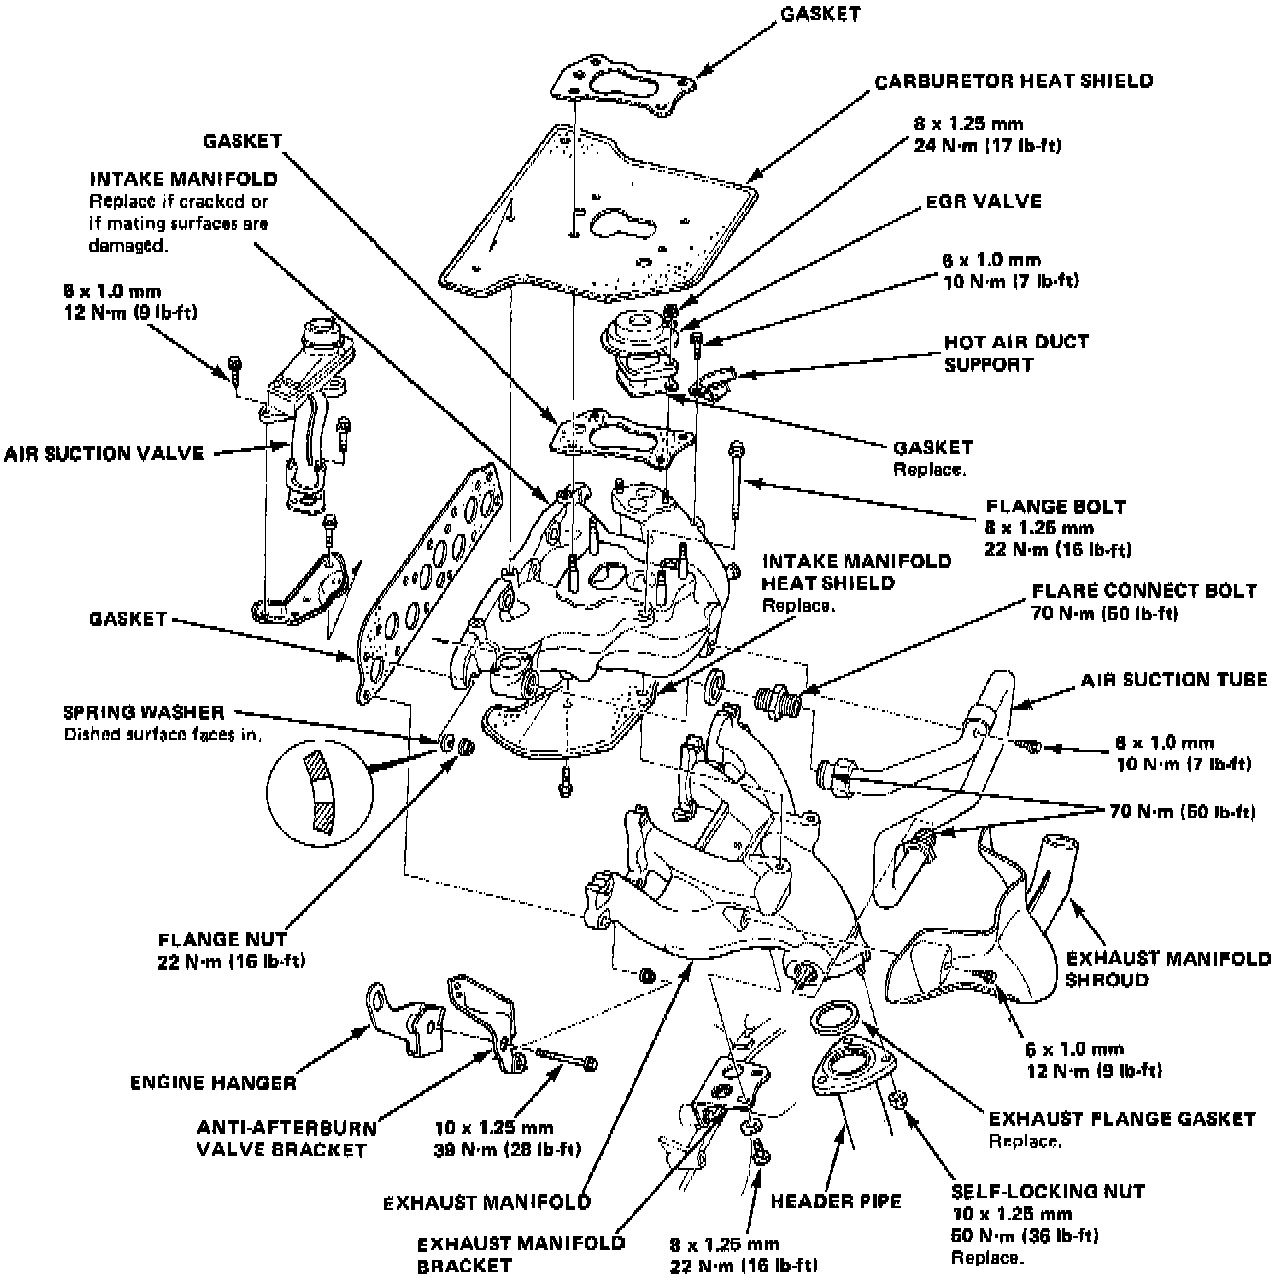 GASKET
CARBURETOR HEAT SHIELD
8 x 1.25 mm
24 N·m (17 lb-ft)
GASKET
INTAKE MANIFOLD
Replace if cracked or
if mating surfaces are
damaged.
EGR VALVE
6 x 1.0 mm
10 N·m (7 lb-ft)
6 x 1.0 mm
12 N·m (9 lb-ft)
HOT AIR DUCT
SUPPORT
AIR SUCTION VALVE
GASKET
Replace.
FLANGE BOLT
8 x 1.25 mm
22 N·m (16 lb-ft)
INTAKE MANIFOLD
HEAT SHIELD
Replace.
FLARE CONNECT BOLT
70 N·m (50 lb-ft)
GASKET
AIR SUCTION TUBE
SPRING WASHER
Dished surface faces in.
6 x 1.0 mm
10 N·m (7 lb-ft)
70 N·m (50 lb-ft)
FLANGE NUT
22 N·m (16 lb-ft)
EXHAUST MANIFOLD
SHROUD
6 x 1.0 mm
12 N·m (9 lb-ft)
ENGINE HANGER
ANTI-AFTERBURN
VALVE BRACKET
10 x 1.25 mm
39 N·m (28 lb-ft)
EXHAUST FLANGE GASKET
Replace.
EXHAUST MANIFOLD
HEADER PIPE
SELF-LOCKING NUT
10 x 1.25 mm
50 N·m (36 lb-ft)
Replace.
EXHAUST MANIFOLD
BRACKET
8 x 1.25 mm
22 N·m (16 lb-ft)